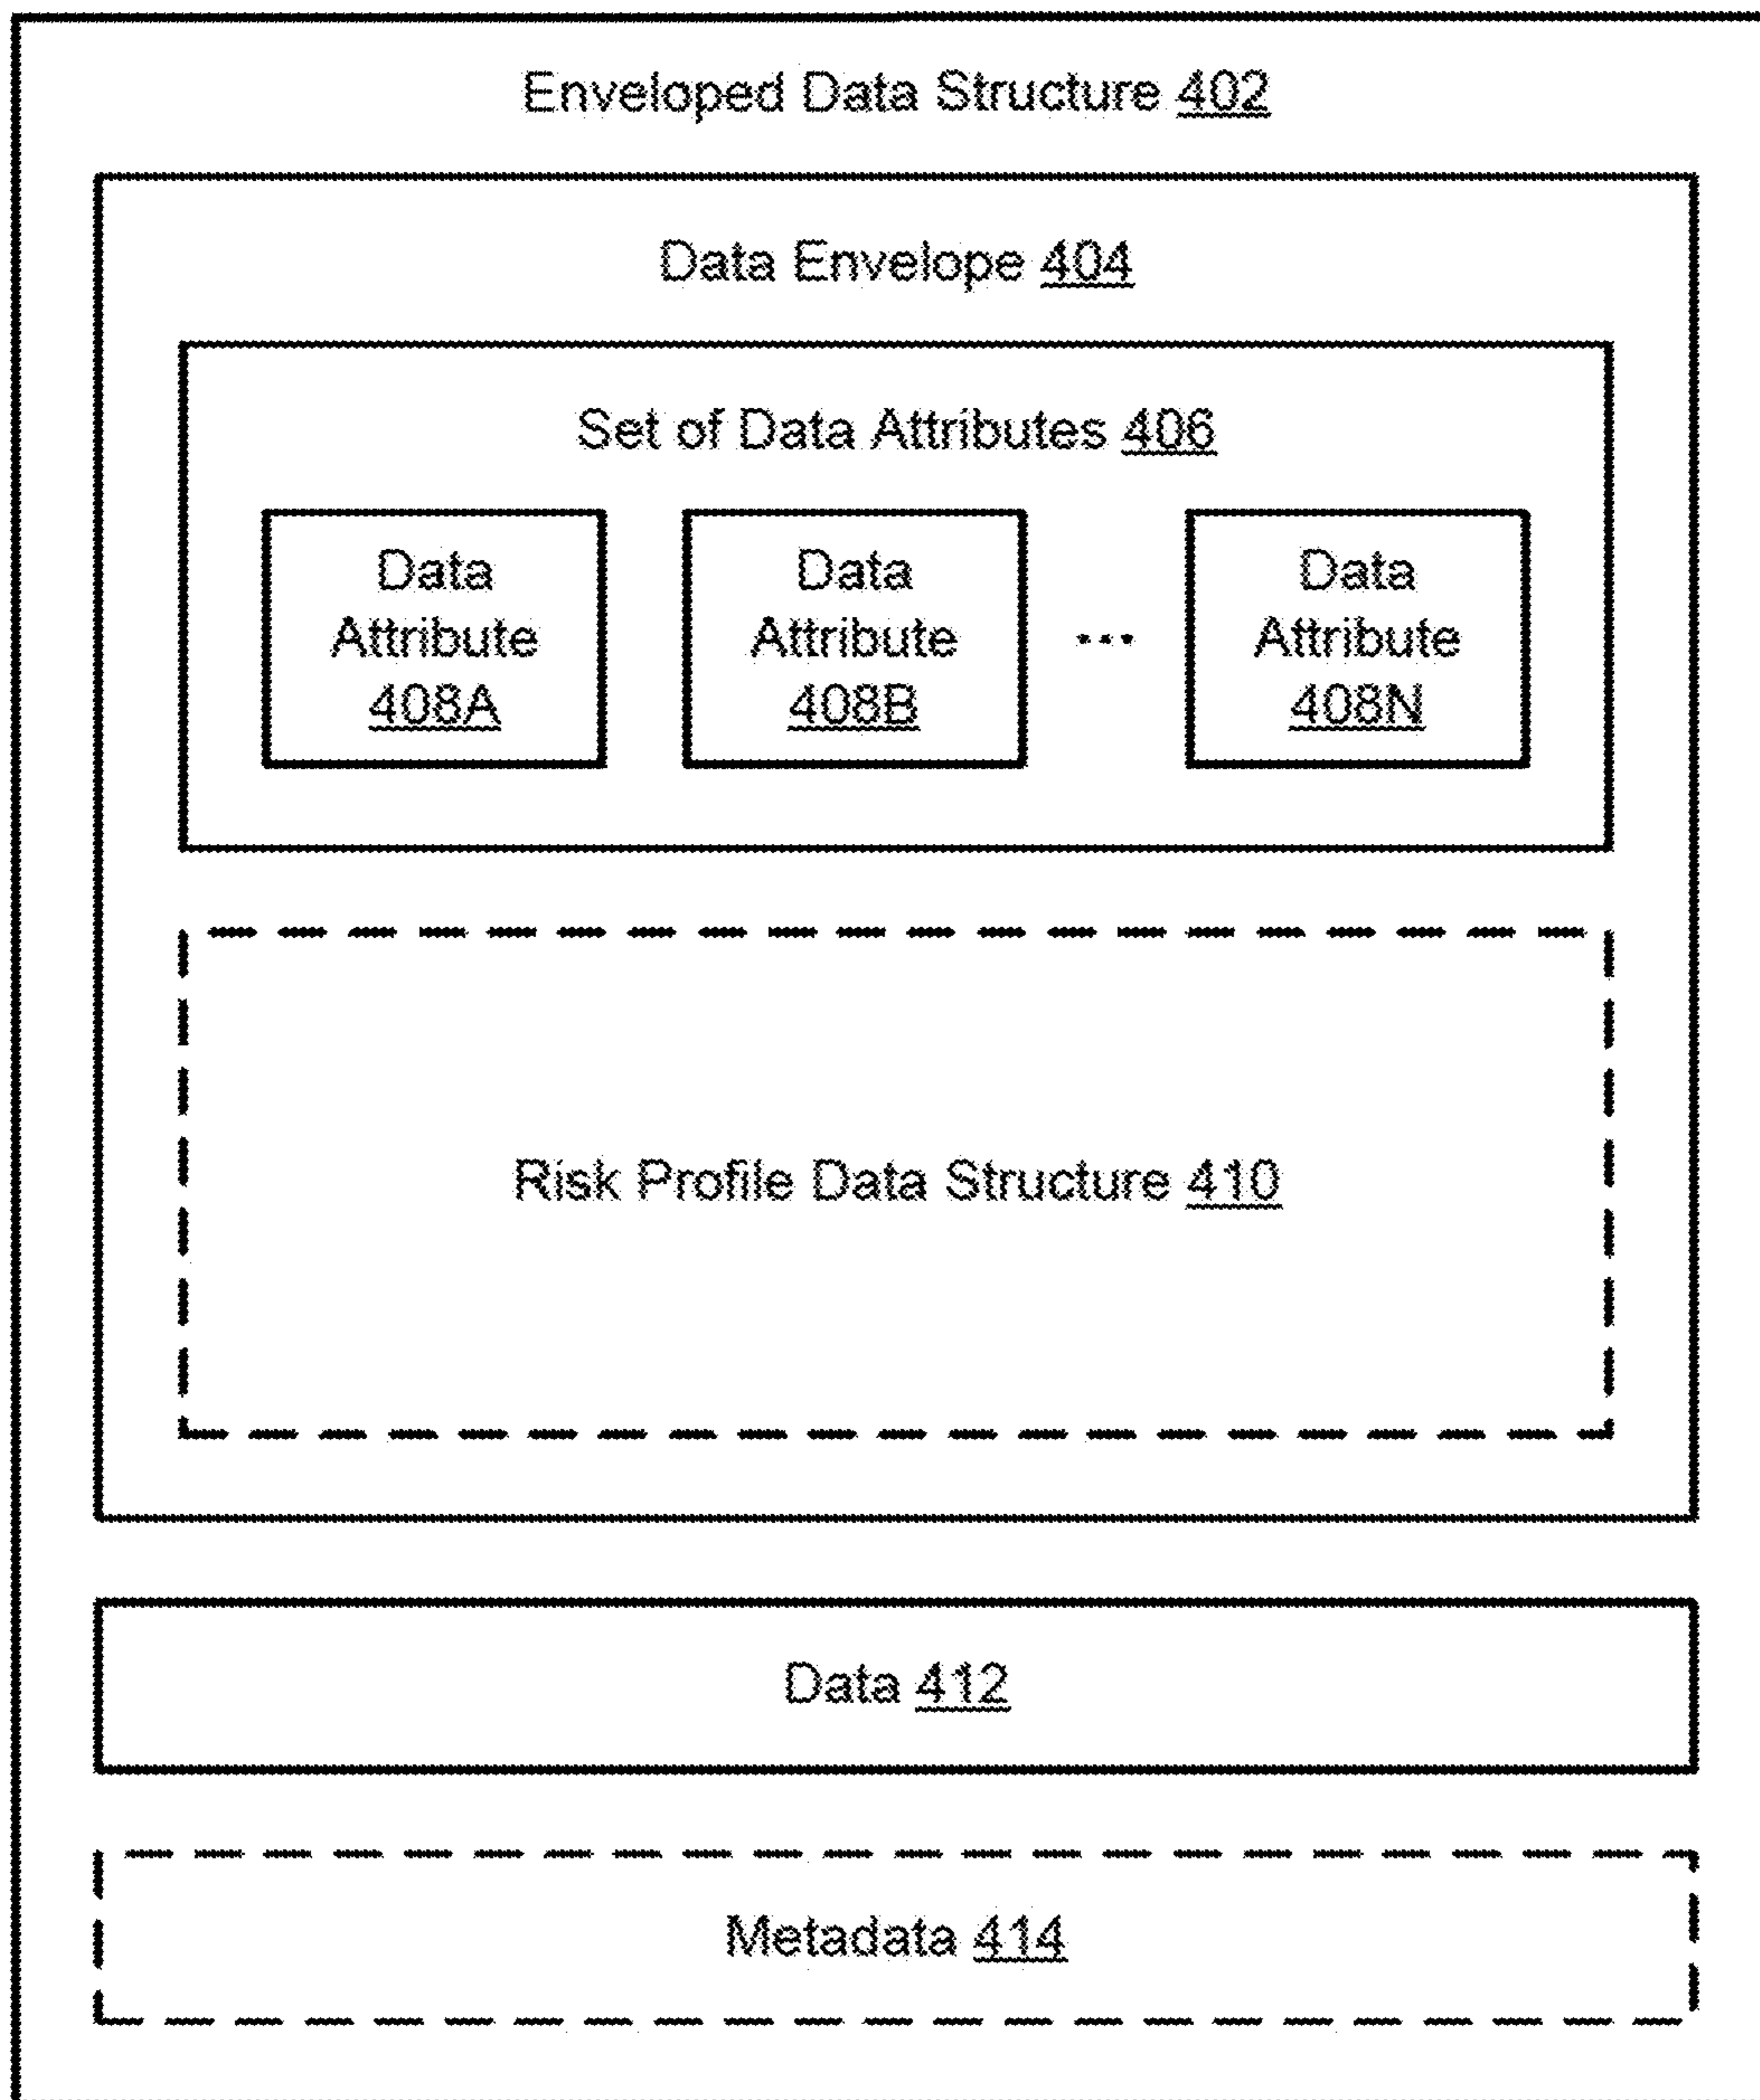 Enveloped Data Structure 402
Data Envelope 404
Set of Data Attributes 406
Data
Attribute
408A
Data
Attribute
408B
...
Data
Attribute
408N
Risk Profile Data Structure 410
Data 412
Metadata 414